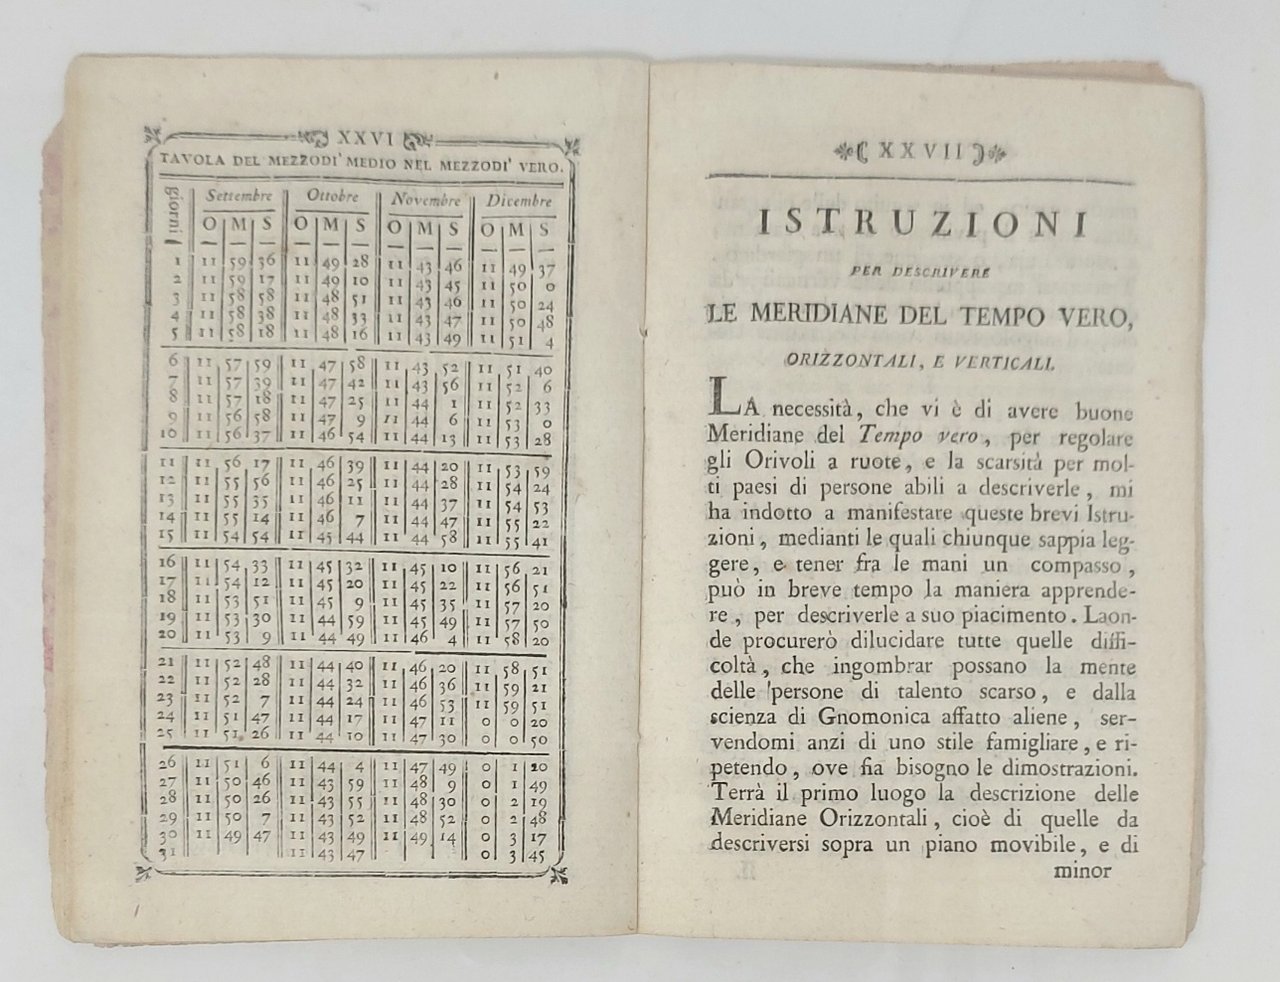 XXVI
TAVOLA DEL MEZZODI' MEDIO NEL MEZZODI' VERO.
giorni Settembre Ottobre Novembre Dicembre
O M S O M S O M S O M S
1 11 59 36 11 49 28 11 43 46 11 49 37
2 11 59 17 11 49 10 11 43 45 11 50 0
3 11 58 58 11 48 51 11 43 46 11 50 24
4 11 58 38 11 48 33 11 43 47 11 50 48
5 11 58 18 11 48 16 11 43 49 11 51 4
6 11 57 59 11 47 58 11 43 52 11 51 40
7 11 57 39 11 47 42 11 43 56 11 52 6
8 11 57 18 11 47 25 11 44 1 11 52 33
9 11 56 58 11 47 9 11 44 6 11 53 0
10 11 56 37 11 46 54 11 44 13 11 53 28
11 11 56 17 11 46 39 11 44 20 11 53 59
12 11 55 56 11 46 25 11 44 28 11 54 24
13 11 55 35 11 46 11 11 44 37 11 54 53
14 11 55 14 11 46 7 11 44 47 11 55 22
15 11 54 54 11 45 44 11 44 58 11 55 41
16 11 54 33 11 45 32 11 45 10 11 56 21
17 11 54 12 11 45 20 11 45 22 11 56 51
18 11 53 51 11 45 9 11 45 35 11 57 20
19 11 53 30 11 44 59 11 45 49 11 57 50
20 11 53 9 11 44 49 11 46 4 11 58 20
21 11 52 48 11 44 40 11 46 20 11 58 51
22 11 52 28 11 44 32 11 46 36 11 59 21
23 11 52 7 11 44 24 11 46 53 11 59 51
24 11 51 47 11 44 17 11 47 11 0 0 20
25 11 51 26 11 44 10 11 47 30 0 0 50
26 11 51 6 11 44 4 11 47 49 0 1 20
27 11 50 46 11 43 59 11 48 9 0 1 49
28 11 50 26 11 43 55 11 48 30 0 2 19
29 11 50 7 11 43 52 11 48 52 0 2 48
30 11 49 47 11 43 49 11 49 14 0 3 17
31 11 43 47 0 3 45
XXVII
ISTRUZIONI
PER DESCRIVERE
LE MERIDIANE DEL TEMPO VERO,
ORIZZONTALI, E VERTICALI.
LA necessità, che vi è di avere buone
Meridiane del Tempo vero, per regolare
gli Orivoli a ruote, e la scarsità per mol-
ti paesi di persone abili a descriverle, mi
ha indotto a manifestare queste brevi Istru-
zioni, medianti le quali chiunque sappia leg-
gere, e tener fra le mani un compasso,
può in breve tempo la maniera apprende-
re, per descriverle a suo piacimento. Laon-
de procurerò dilucidare tutte quelle diffi-
coltà, che ingombrar possano la mente
delle persone di talento scarso, e dalla
scienza di Gnomonica affatto aliene, ser-
vendomi anzi di uno stile famigliare, e ri-
petendo, ove fia bisogno le dimostrazioni.
Terrà il primo luogo la descrizione delle
Meridiane Orizzontali, cioè di quelle da
descriversi sopra un piano movibile, e di
minor